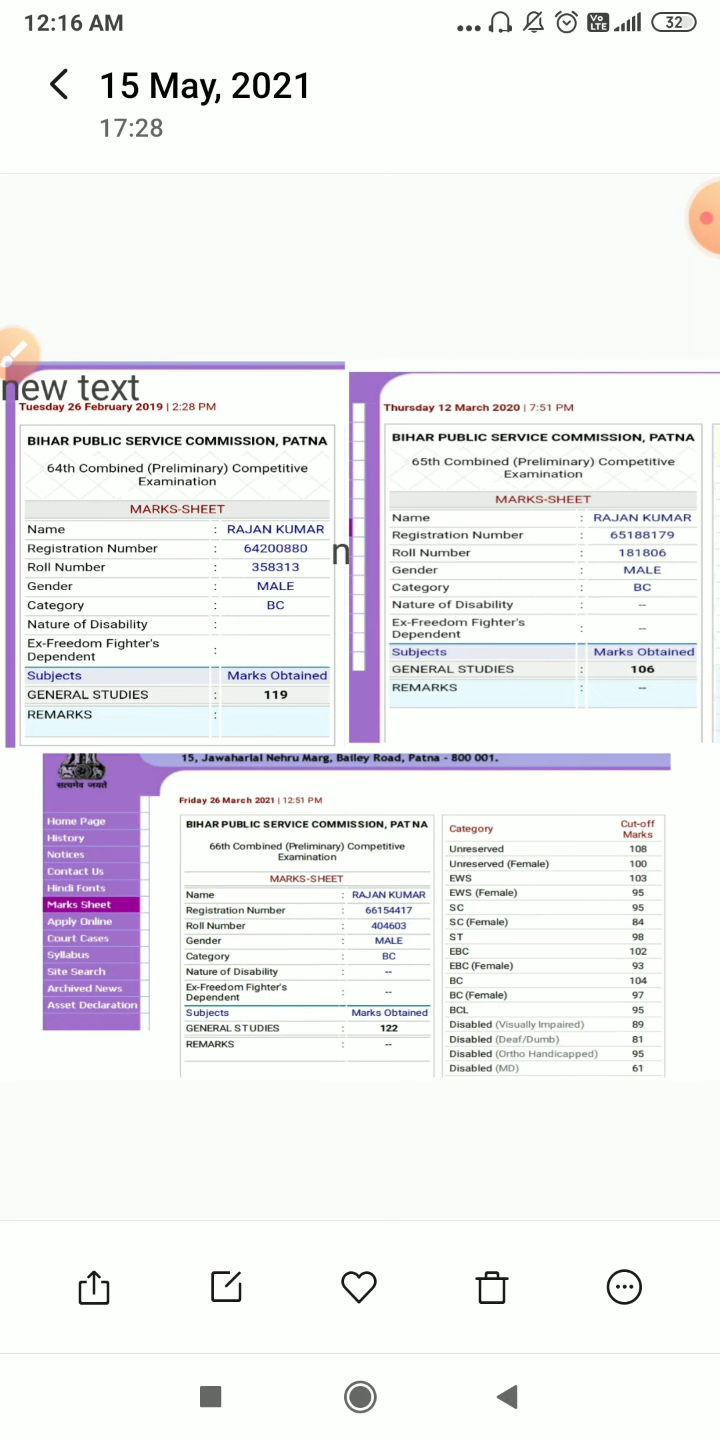 12:16 AM
Vo LTE
32
15 May, 2021
17:28
new text
Tuesday 26 February 2019 | 2:28 PM
BIHAR PUBLIC SERVICE COMMISSION, PATNA
64th Combined (Preliminary) Competitive
Examination
MARKS-SHEET
Name : RAJAN KUMAR
Registration Number : 64200880
Roll Number : 358313
Gender : MALE
Category : BC
Nature of Disability :
Ex-Freedom Fighter's
Dependent :
Subjects Marks Obtained
GENERAL STUDIES : 119
REMARKS :
n
Thursday 12 March 2020 | 7:51 PM
BIHAR PUBLIC SERVICE COMMISSION, PATNA
65th Combined (Preliminary) Competitive
Examination
MARKS-SHEET
Name : RAJAN KUMAR
Registration Number : 65188179
Roll Number : 181806
Gender : MALE
Category : BC
Nature of Disability : --
Ex-Freedom Fighter's
Dependent : --
Subjects Marks Obtained
GENERAL STUDIES : 106
REMARKS : --
सत्यमेव जयते
15, Jawaharlal Nehru Marg, Bailey Road, Patna - 800 001.
Home Page
History
Notices
Contact Us
Hindi Fonts
Marks Sheet
Apply Online
Court Cases
Syllabus
Site Search
Archived News
Asset Declaration
Friday 26 March 2021 | 12:51 PM
BIHAR PUBLIC SERVICE COMMISSION, PATNA
66th Combined (Preliminary) Competitive
Examination
MARKS-SHEET
Name : RAJAN KUMAR
Registration Number : 66154417
Roll Number : 404603
Gender : MALE
Category : BC
Nature of Disability : --
Ex-Freedom Fighter's
Dependent : --
Subjects Marks Obtained
GENERAL STUDIES : 122
REMARKS : --
Category Cut-off
Marks
Unreserved 108
Unreserved (Female) 100
EWS 103
EWS (Female) 95
SC 95
SC (Female) 84
ST 98
EBC 102
EBC (Female) 93
BC 104
BC (Female) 97
BCL 95
Disabled (Visually Impaired) 89
Disabled (Deaf/Dumb) 81
Disabled (Ortho Handicapped) 95
Disabled (MD) 61